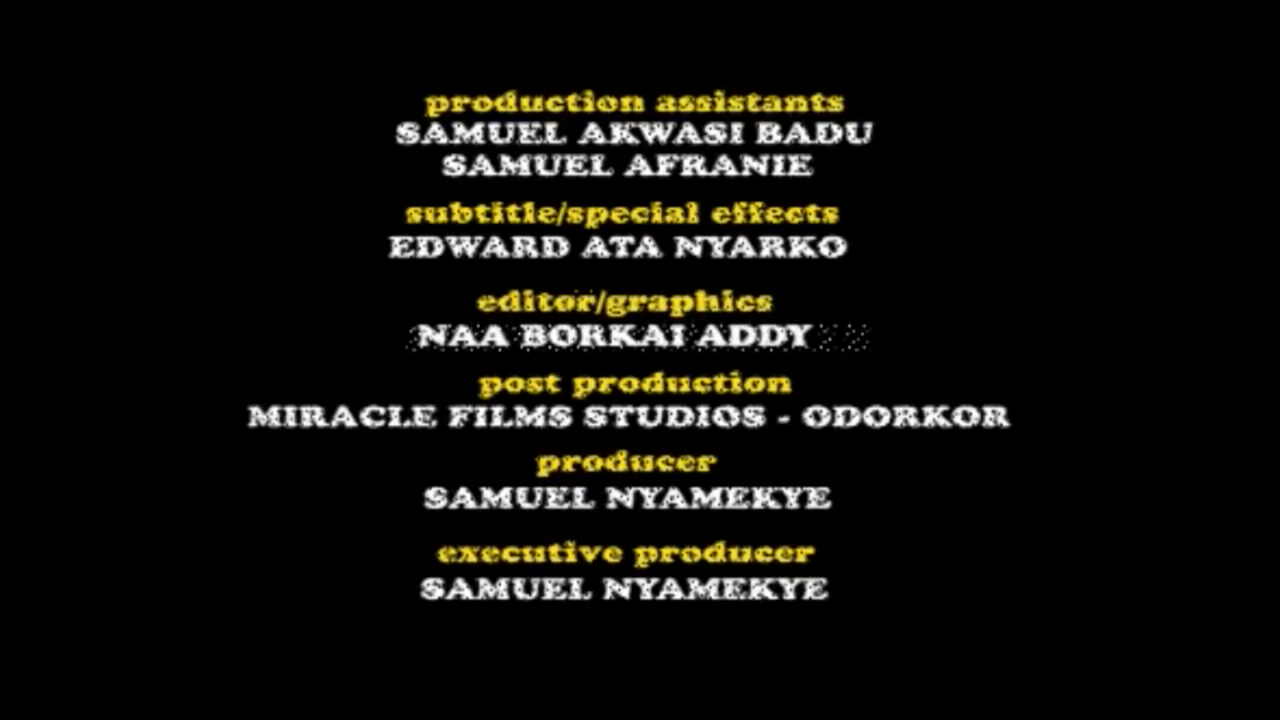 production assistants
SAMUEL AKWASI BADU
SAMUEL AFRANIE
subtitle/special effects
EDWARD ATA NYARKO
editor/graphics
NAA BORKAI ADDY
post production
MIRACLE FILMS STUDIOS - ODORKOR
producer
SAMUEL NYAMEKYE
executive producer
SAMUEL NYAMEKYE